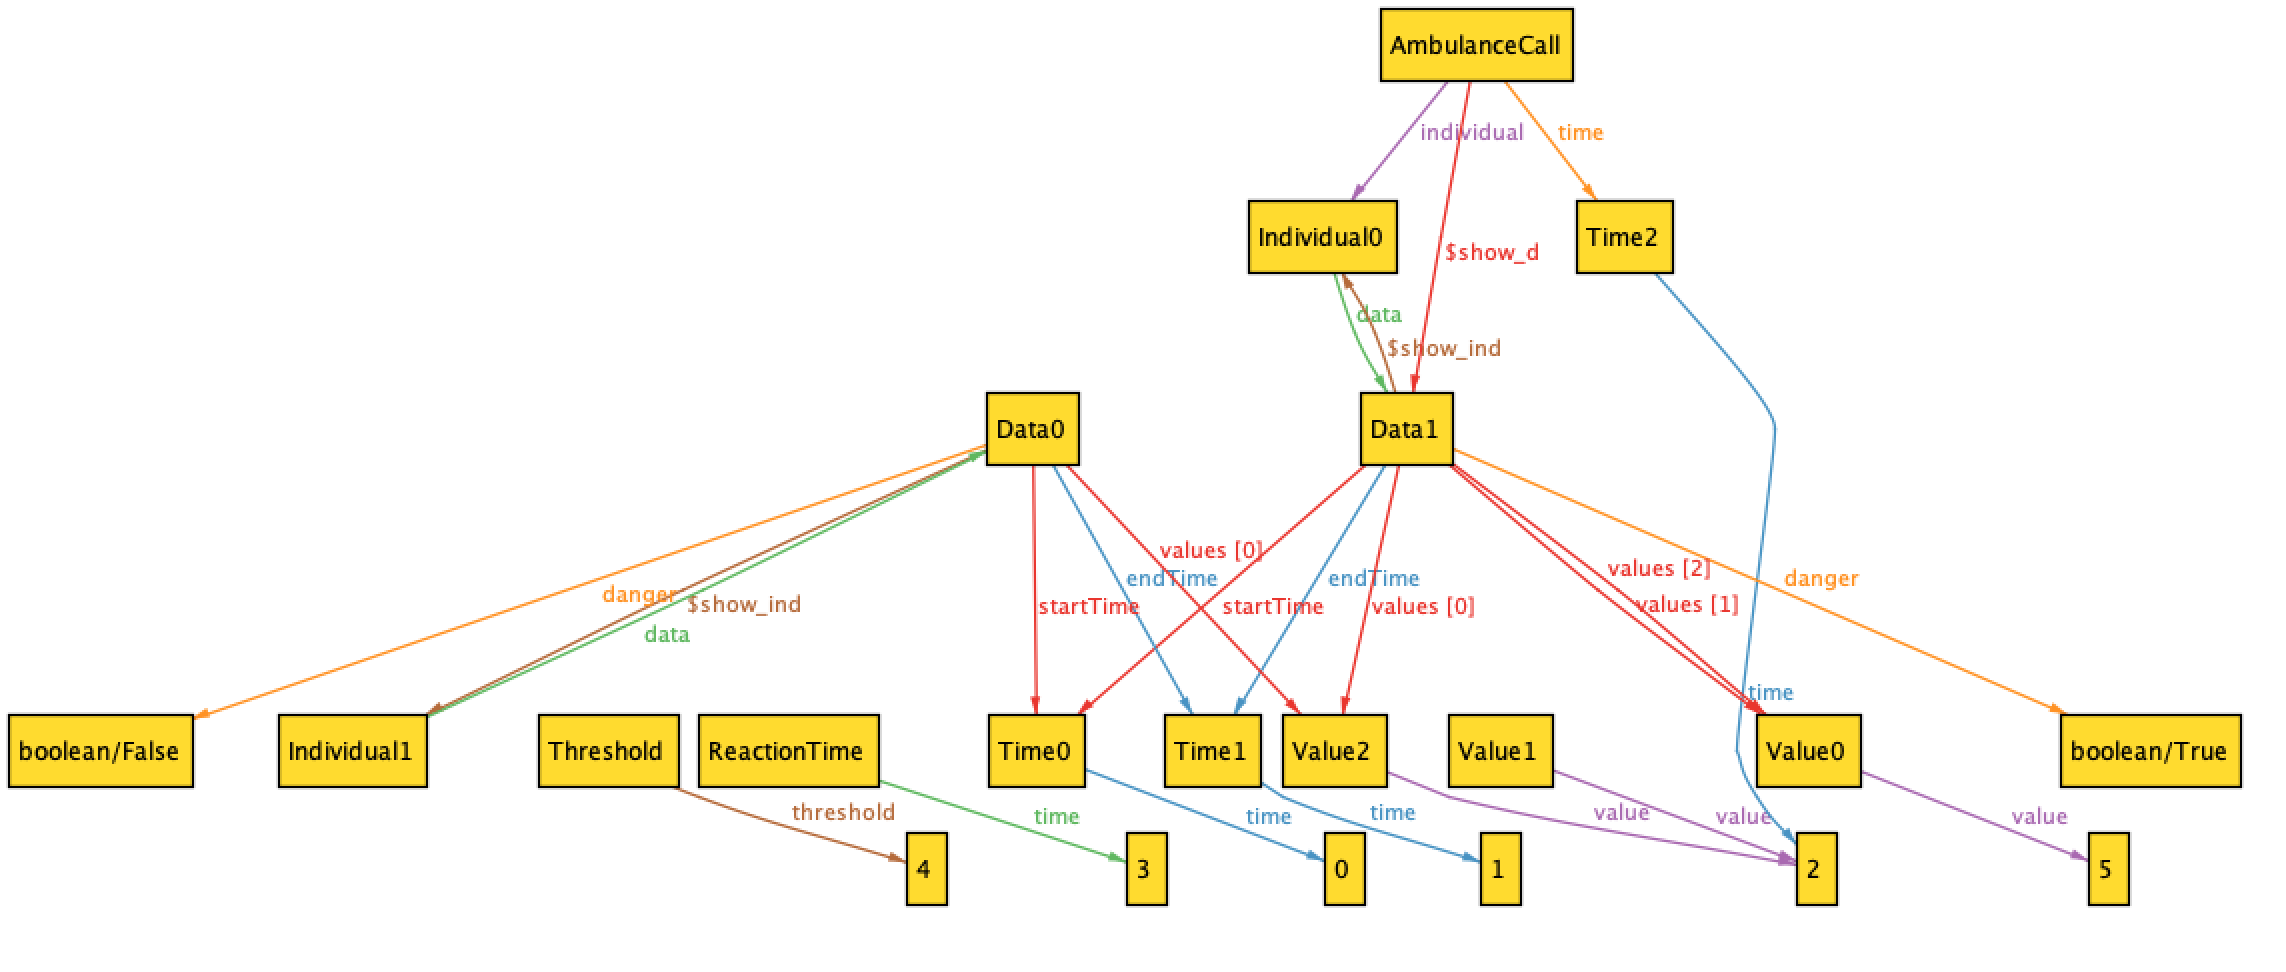 AmbulanceCall
individual
time
Individual0
Time2
$show_d
data
$show_ind
Data0
Data1
values [0]
values [2]
endTime
endTime
danger
danger
$show_ind
startTime
startTime
values [0]
values [1]
data
time
boolean/False
Individual1
Threshold
ReactionTime
Time0
Time1
Value2
Value1
Value0
boolean/True
threshold
time
time
time
value
value
value
4
3
0
1
2
5